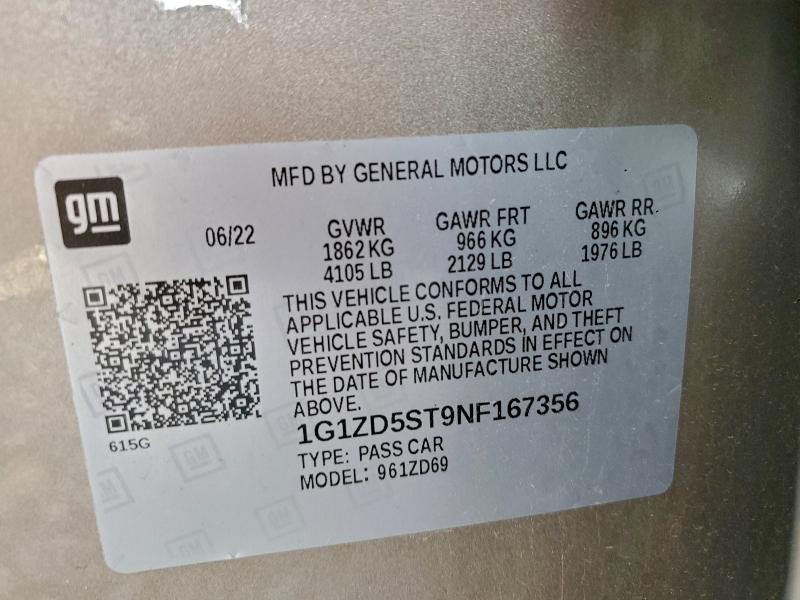 MFD BY GENERAL MOTORS LLC
gm
06/22
GVWR
1862 KG
4105 LB
GAWR FRT
966 KG
2129 LB
GAWR RR.
896 KG
1976 LB
THIS VEHICLE CONFORMS TO ALL
APPLICABLE U.S. FEDERAL MOTOR
VEHICLE SAFETY, BUMPER, AND THEFT
PREVENTION STANDARDS IN EFFECT ON
THE DATE OF MANUFACTURE SHOWN
ABOVE.
615G
1G1ZD5ST9NF167356
TYPE: PASS CAR
MODEL: 961ZD69